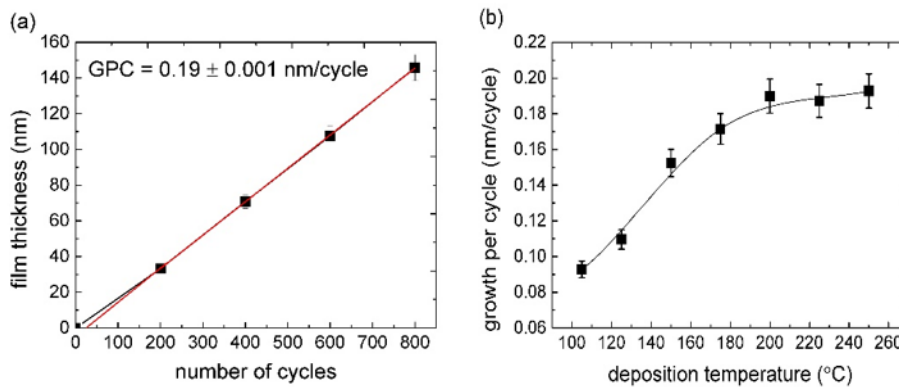 (a)
160
140
120
100
80
60
40
20
0
GPC = 0.19 ± 0.001 nm/cycle
film thickness (nm)
0 100 200 300 400 500 600 700 800
number of cycles
(b)
0.22
0.20
0.18
0.16
0.14
0.12
0.10
0.08
0.06
growth per cycle (nm/cycle)
100 120 140 160 180 200 220 240 260
deposition temperature (°C)